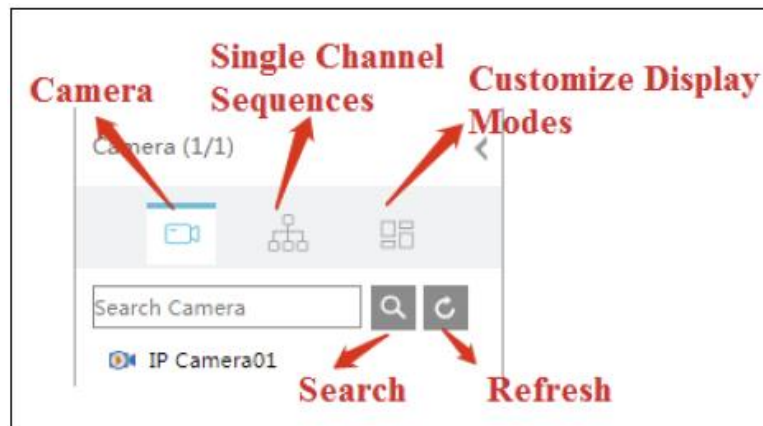 Single Channel
Sequences
Camera
Customize Display
Modes
Camera (1/1)
Search Camera
IP Camera01
Search
Refresh